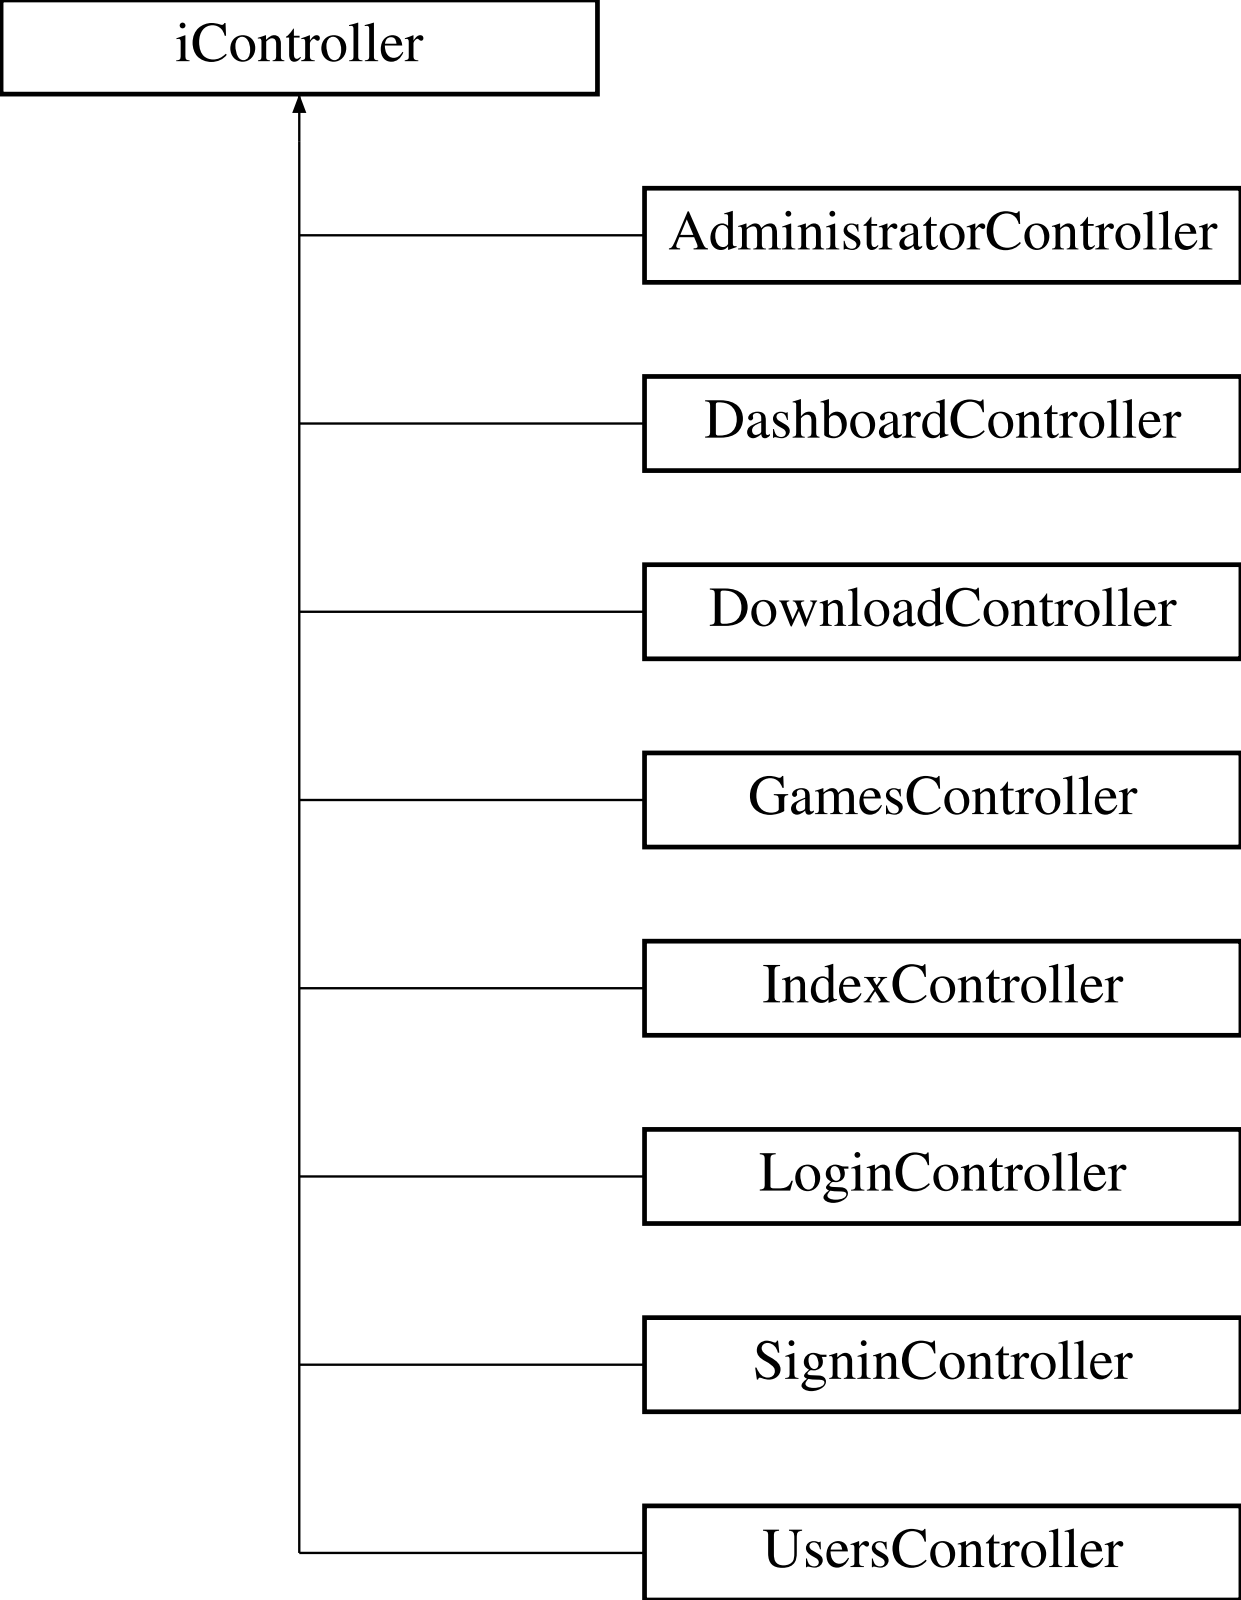 iController
AdministratorController
DashboardController
DownloadController
GamesController
IndexController
LoginController
SigninController
UsersController